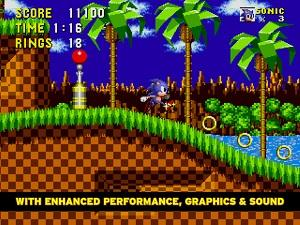 SCORE 11100
TIME 1:16
RINGS 18
SONIC
3
WITH ENHANCED PERFORMANCE, GRAPHICS & SOUND